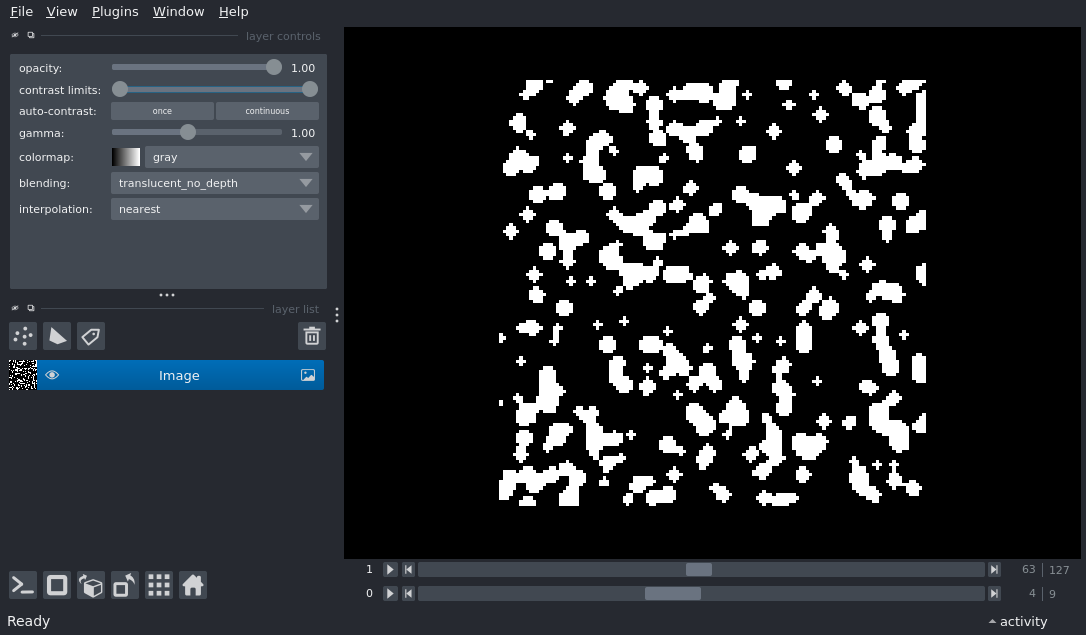 File View Plugins Window Help
layer controls
opacity: 1.00
contrast limits:
auto-contrast: once continuous
gamma: 1.00
colormap: gray
blending: translucent_no_depth
interpolation: nearest
layer list
Image
1 63 127
0 4 9
Ready activity